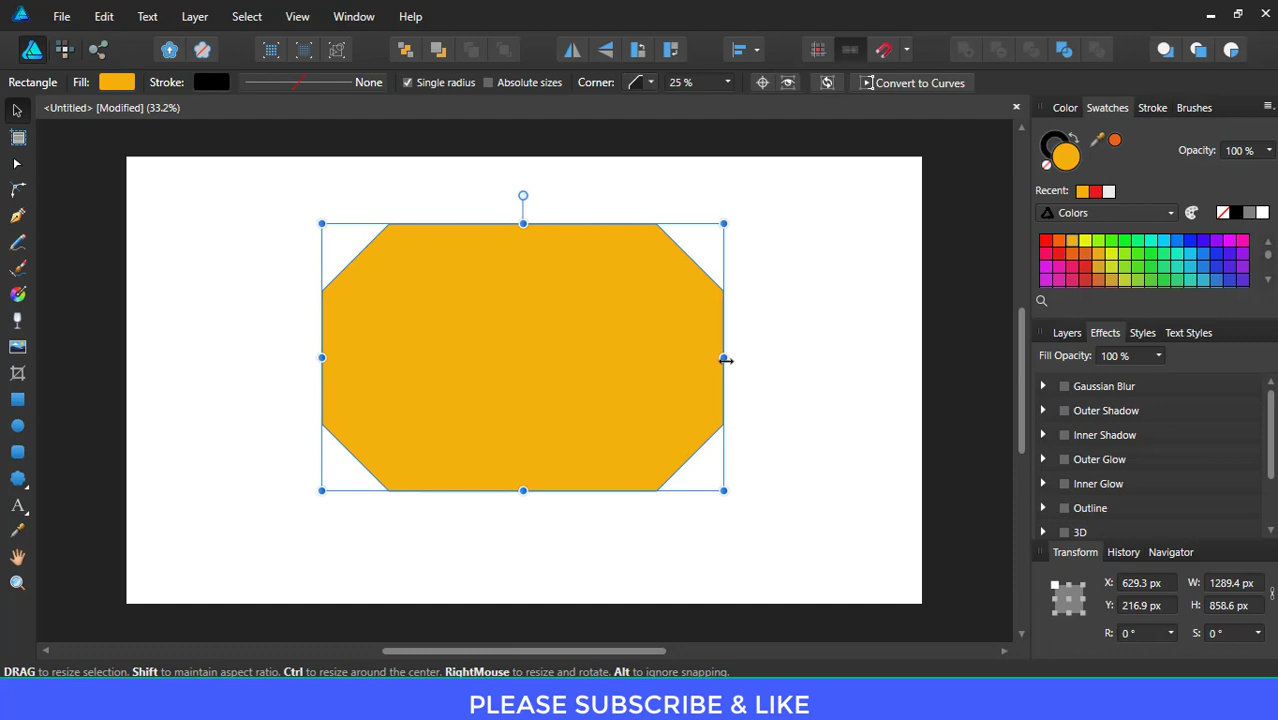 File Edit Text Layer Select View Window Help
Rectangle Fill: Stroke: None Single radius Absolute sizes Corner: 25 % Convert to Curves
<Untitled> [Modified] (33.2%)
Color Swatches Stroke Brushes
Opacity: 100 %
Recent:
Colors
Layers Effects Styles Text Styles
Fill Opacity: 100 %
Gaussian Blur
Outer Shadow
Inner Shadow
Outer Glow
Inner Glow
Outline
3D
Transform History Navigator
X: 629.3 px W: 1289.4 px
Y: 216.9 px H: 858.6 px
R: 0 ° S: 0 °
DRAG to resize selection. Shift to maintain aspect ratio. Ctrl to resize around the center. RightMouse to resize and rotate. Alt to ignore snapping.
PLEASE SUBSCRIBE & LIKE